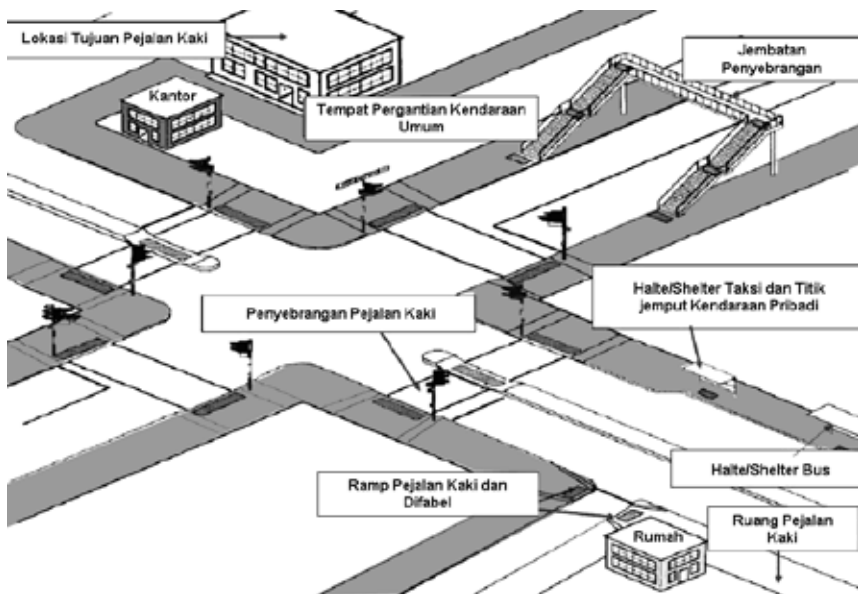 Lokasi Tujuan Pejalan Kaki
Jembatan
Penyebrangan
Kantor
Tempat Pergantian Kendaraan
Umum
Halte/Shelter Taksi dan Titik
jemput Kendaraan Pribadi
Penyebrangan Pejalan Kaki
Halte/Shelter Bus
Ramp Pejalan Kaki dan
Difabel
Ruang Pejalan
Kaki
Rumah